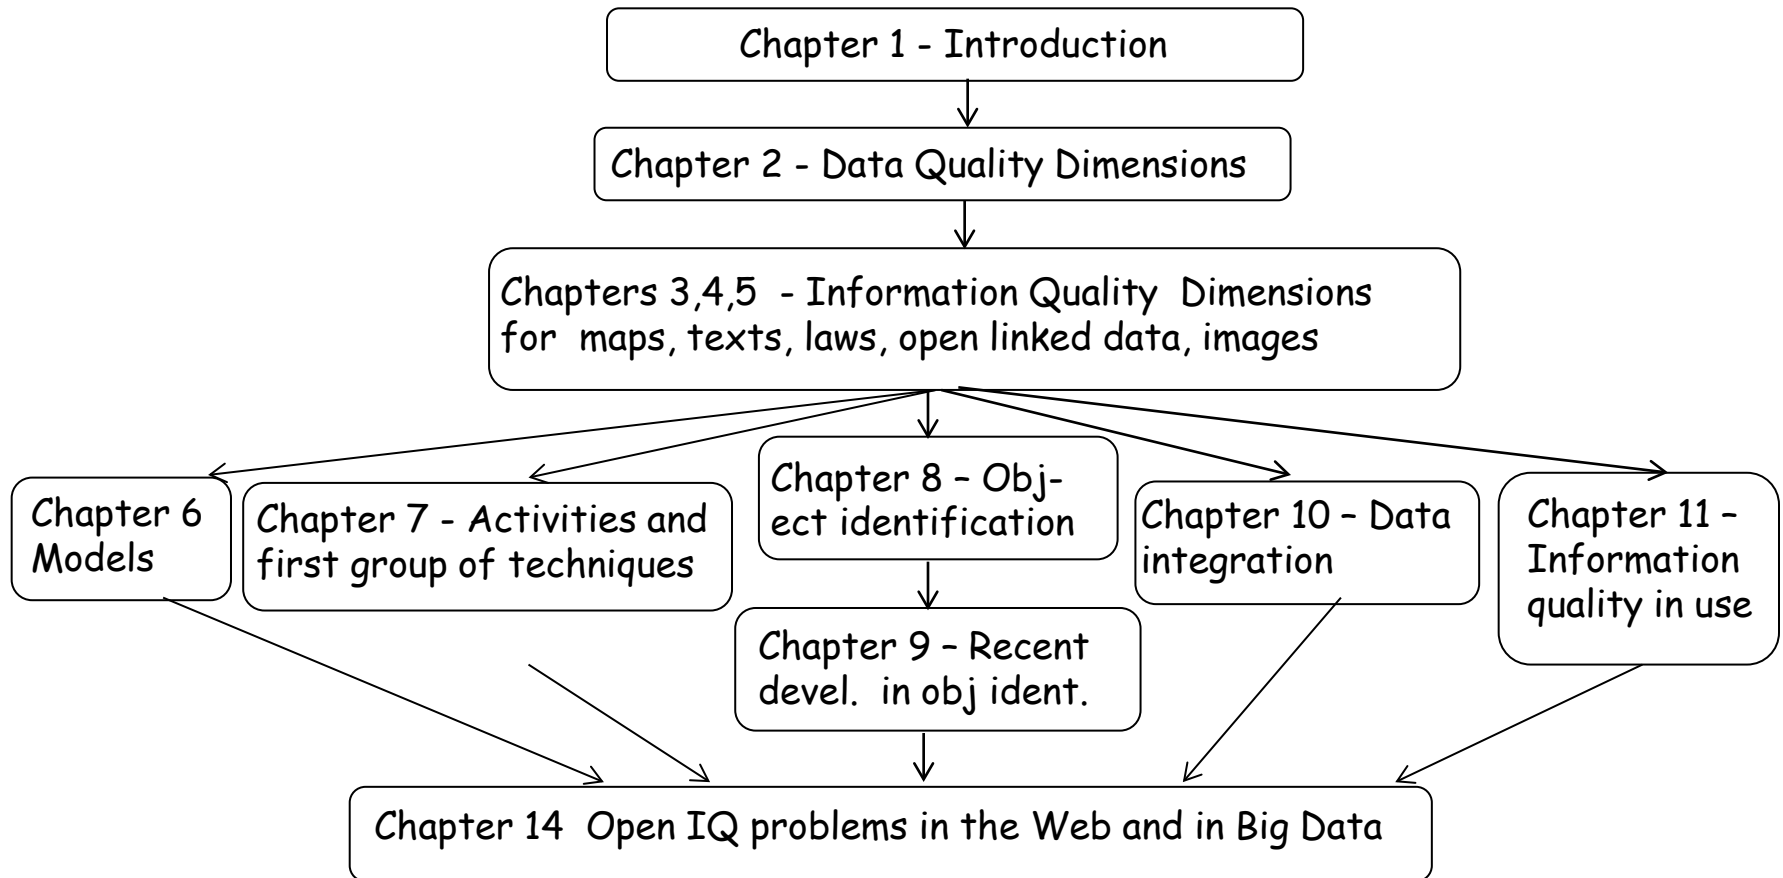 Chapter 1 - Introduction
Chapter 2 - Data Quality Dimensions
Chapters 3,4,5 - Information Quality Dimensions
for maps, texts, laws, open linked data, images
Chapter 6
Models
Chapter 7 - Activities and
first group of techniques
Chapter 8 – Obj-
ect identification
Chapter 10 – Data
integration
Chapter 11 –
Information
quality in use
Chapter 9 – Recent
devel. in obj ident.
Chapter 14 Open IQ problems in the Web and in Big Data